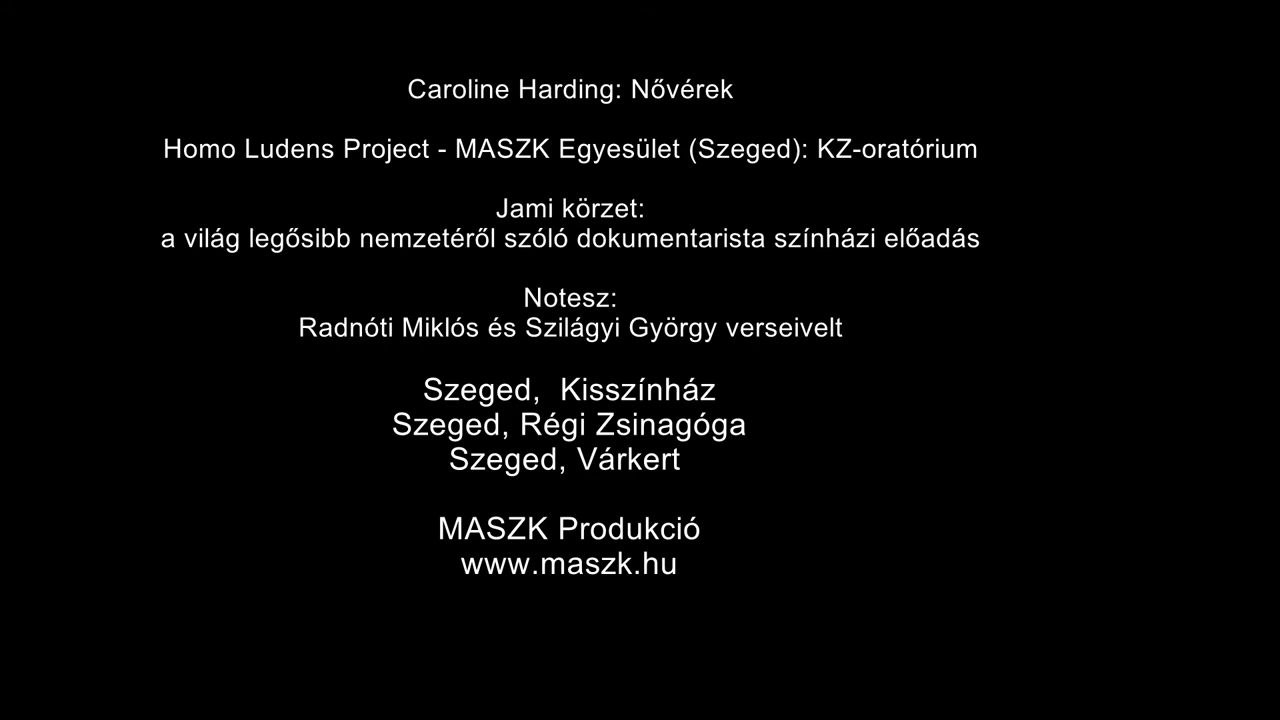 Caroline Harding: Nővérek
Homo Ludens Project - MASZK Egyesület (Szeged): KZ-oratórium
Jami körzet:
a világ legősibb nemzetéről szóló dokumentarista színházi előadás
Notesz:
Radnóti Miklós és Szilágyi György verseivelt
Szeged,  Kisszínház
Szeged, Régi Zsinagóga
Szeged, Várkert
MASZK Produkció
www.maszk.hu